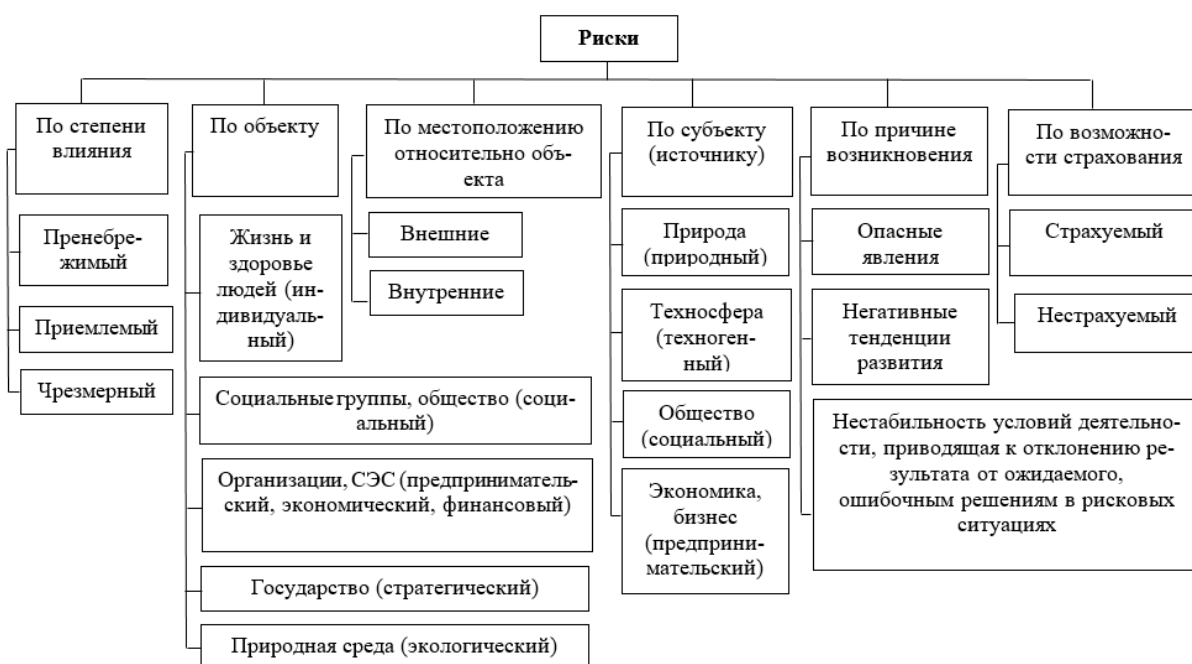 Риски
По степени
влияния
Пренебре-
жимый
Приемлемый
Чрезмерный
По объекту
Жизнь и
здоровье
людей (ин-
дивидуаль-
ный)
Социальные группы, общество (соци-
альный)
Организации, СЭС (предприниматель-
ский, экономический, финансовый)
Государство (стратегический)
Природная среда (экологический)
По местоположению
относительно объ-
екта
Внешние
Внутренние
По субъекту
(источнику)
Природа
(природный)
Техносфера
(техноген-
ный)
Общество
(социальный)
Экономика,
бизнес
(предприни-
мательский)
По причине
возникновения
Опасные
явления
Негативные
тенденции
развития
Нестабильность условий деятельно-
сти, приводящая к отклонению ре-
зультата от ожидаемого,
ошибочным решениям в рисковых
ситуациях
По возможно-
сти страхования
Страхуемый
Нестрахуемый